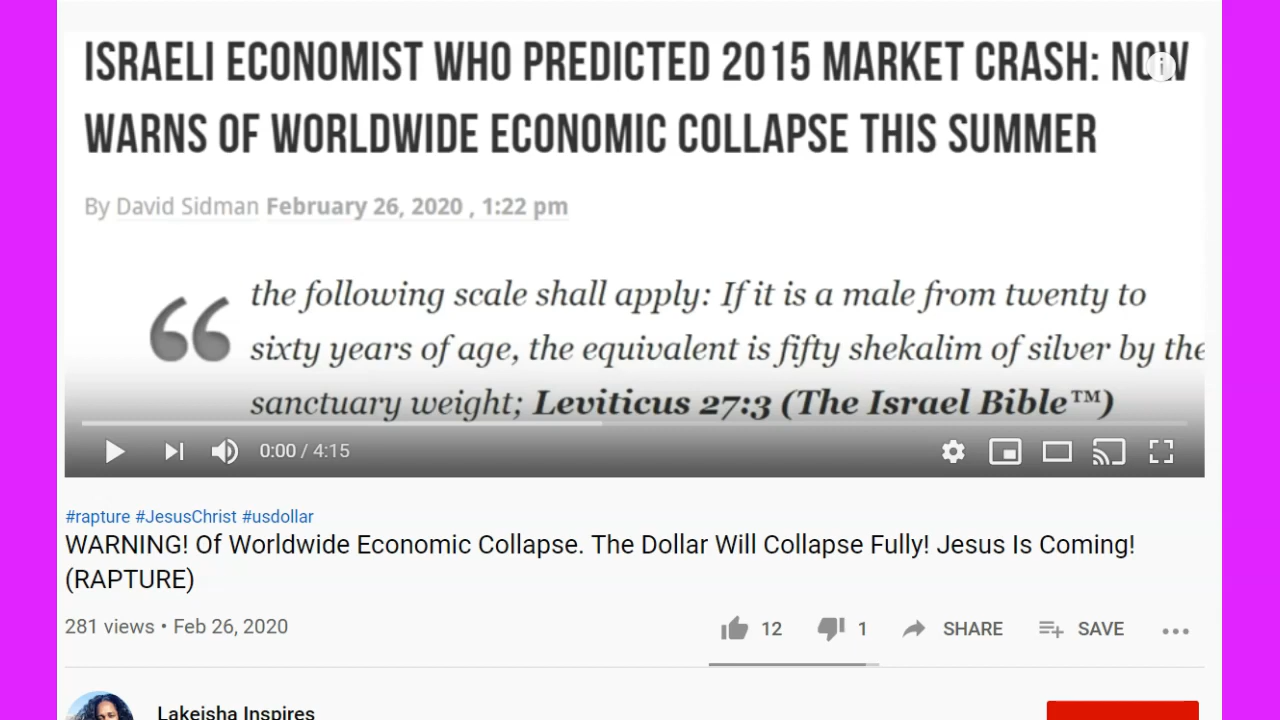 ISRAELI ECONOMIST WHO PREDICTED 2015 MARKET CRASH: NOW
WARNS OF WORLDWIDE ECONOMIC COLLAPSE THIS SUMMER
By David Sidman February 26, 2020 , 1:22 pm
“ the following scale shall apply: If it is a male from twenty to
sixty years of age, the equivalent is fifty shekalim of silver by the
sanctuary weight; Leviticus 27:3 (The Israel Bible™)
0:00 / 4:15
#rapture #JesusChrist #usdollar
WARNING! Of Worldwide Economic Collapse. The Dollar Will Collapse Fully! Jesus Is Coming!
(RAPTURE)
281 views • Feb 26, 2020
12 1 SHARE SAVE
Lakeisha Inspires